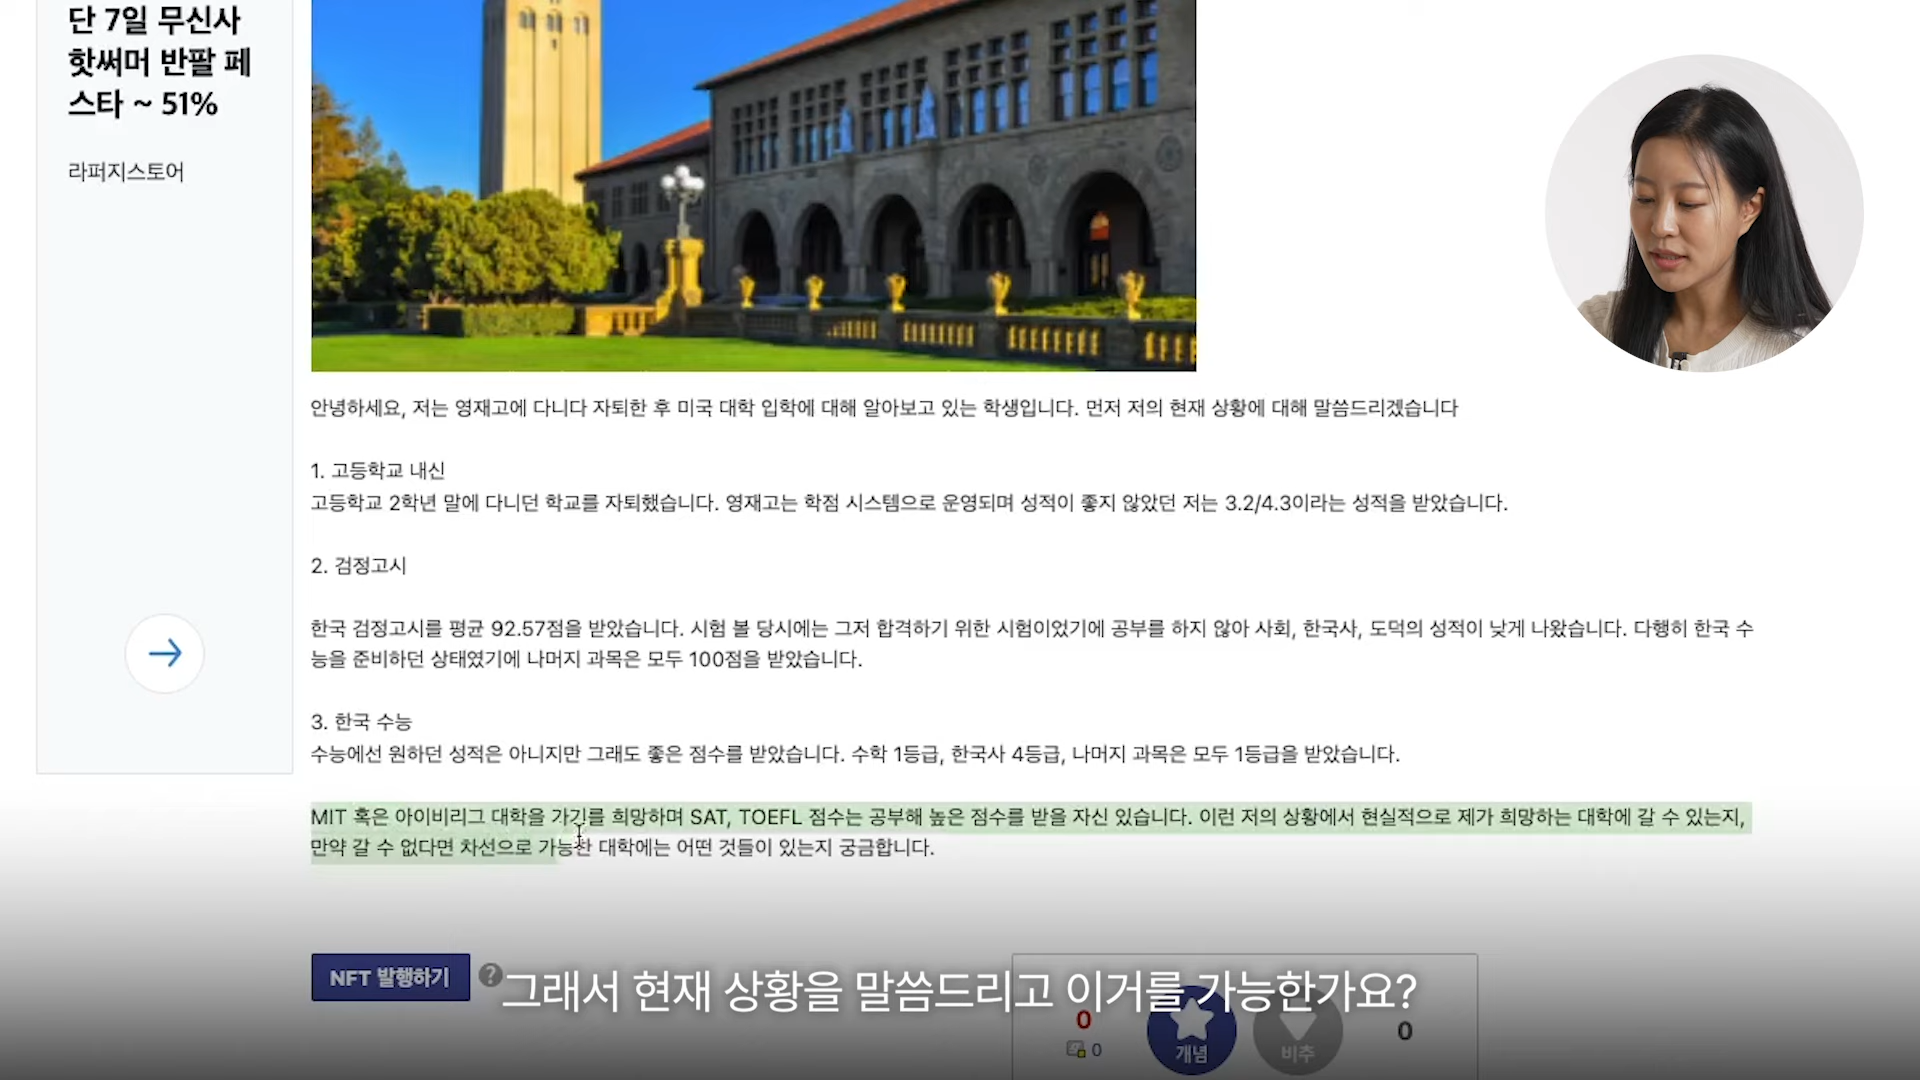 단 7일 무신사
핫써머 반팔 페
스타 ~ 51%
라퍼지스토어
안녕하세요, 저는 영재고에 다니다 자퇴한 후 미국 대학 입학에 대해 알아보고 있는 학생입니다. 먼저 저의 현재 상황에 대해 말씀드리겠습니다
1. 고등학교 내신
고등학교 2학년 말에 다니던 학교를 자퇴했습니다. 영재고는 학점 시스템으로 운영되며 성적이 좋지 않았던 저는 3.2/4.3이라는 성적을 받았습니다.
2. 검정고시
한국 검정고시를 평균 92.57점을 받았습니다. 시험 볼 당시에는 그저 합격하기 위한 시험이었기에 공부를 하지 않아 사회, 한국사, 도덕의 성적이 낮게 나왔습니다. 다행히 한국 수
능을 준비하던 상태였기에 나머지 과목은 모두 100점을 받았습니다.
3. 한국 수능
수능에선 원하던 성적은 아니지만 그래도 좋은 점수를 받았습니다. 수학 1등급, 한국사 4등급, 나머지 과목은 모두 1등급을 받았습니다.
MIT 혹은 아이비리그 대학을 가기를 희망하며 SAT, TOEFL 점수는 공부해 높은 점수를 받을 자신 있습니다. 이런 저의 상황에서 현실적으로 제가 희망하는 대학에 갈 수 있는지,
만약 갈 수 없다면 차선으로 가능한 대학에는 어떤 것들이 있는지 궁금합니다.
NFT 발행하기 ?
그래서 현재 상황을 말씀드리고 이거를 가능한가요?
0
0
개념
비추
0